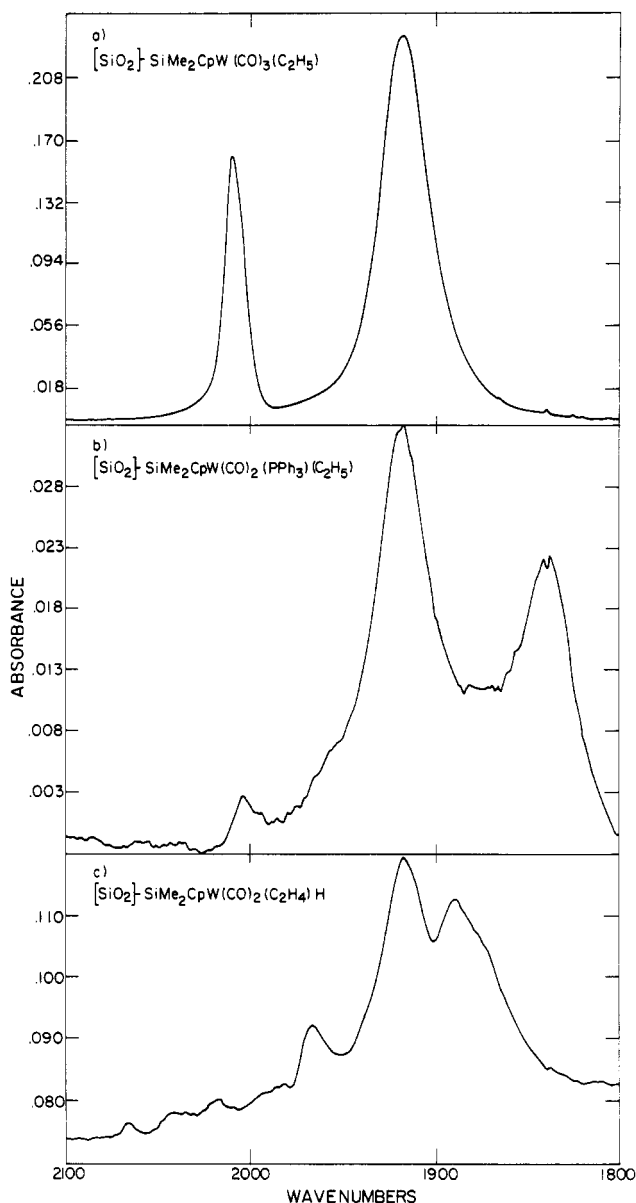 a)
[SiO₂]-SiMe₂CpW(CO)₃(C₂H₅)
.208
.170
.132
.094
.056
.018
b)
[SiO₂]-SiMe₂CpW(CO)₂(PPh₃)(C₂H₅)
.028
.023
.018
.013
.008
.003
ABSORBANCE
c)
[SiO₂]-SiMe₂CpW(CO)₂(C₂H₄)H
.110
.100
.090
.080
2100
2000
1900
1800
WAVENUMBERS